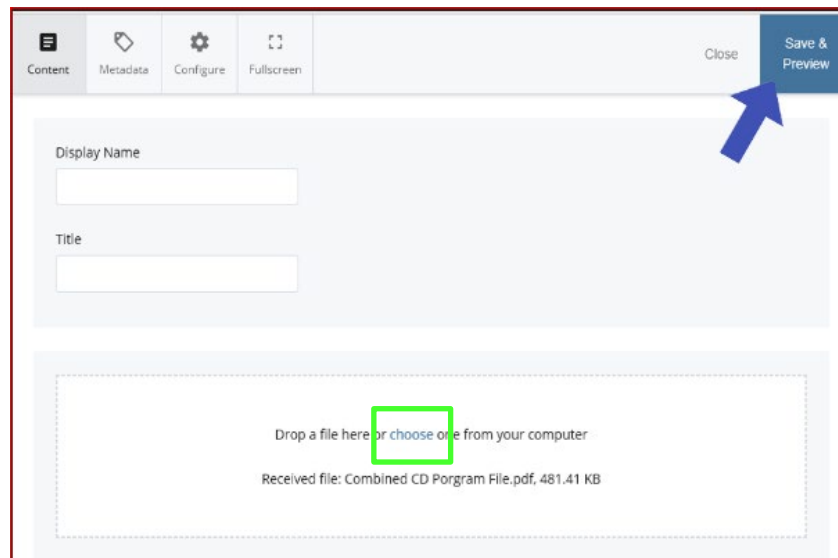 Content
Metadata
Configure
Fullscreen
Close
Save &
Preview
Display Name
Title
Drop a file here or choose one from your computer
Received file: Combined CD Porgram File.pdf, 481.41 KB